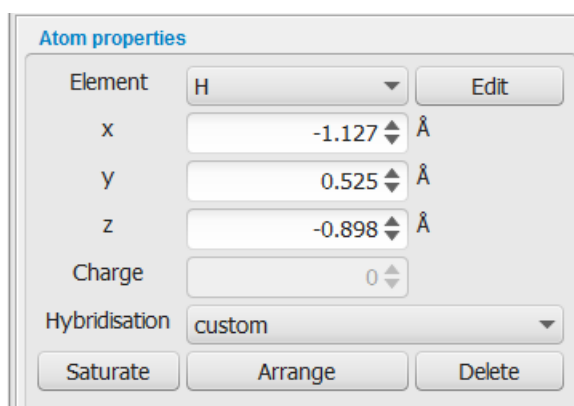 Atom properties
Element H Edit
x -1.127 Å
y 0.525 Å
z -0.898 Å
Charge 0
Hybridisation custom
Saturate Arrange Delete